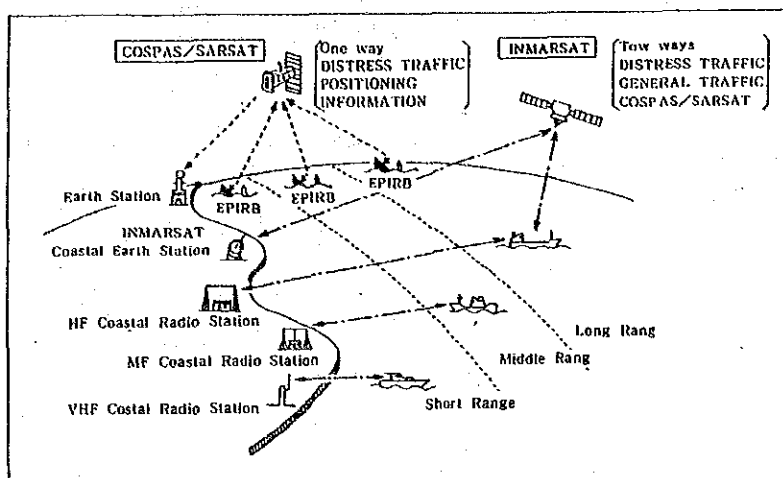 COSPAS/SARSAT
One way
DISTRESS TRAFFIC
POSITIONING
INFORMATION
INMARSAT
Tow ways
DISTRESS TRAFFIC
GENERAL TRAFFIC
COSPAS/SARSAT
Earth Station
EPIRB
EPIRB
EPIRB
INMARSAT
Coastal Earth Station
HF Coastal Radio Station
MF Coastal Radio Station
VHF Costal Radio Station
Long Rang
Middle Rang
Short Range